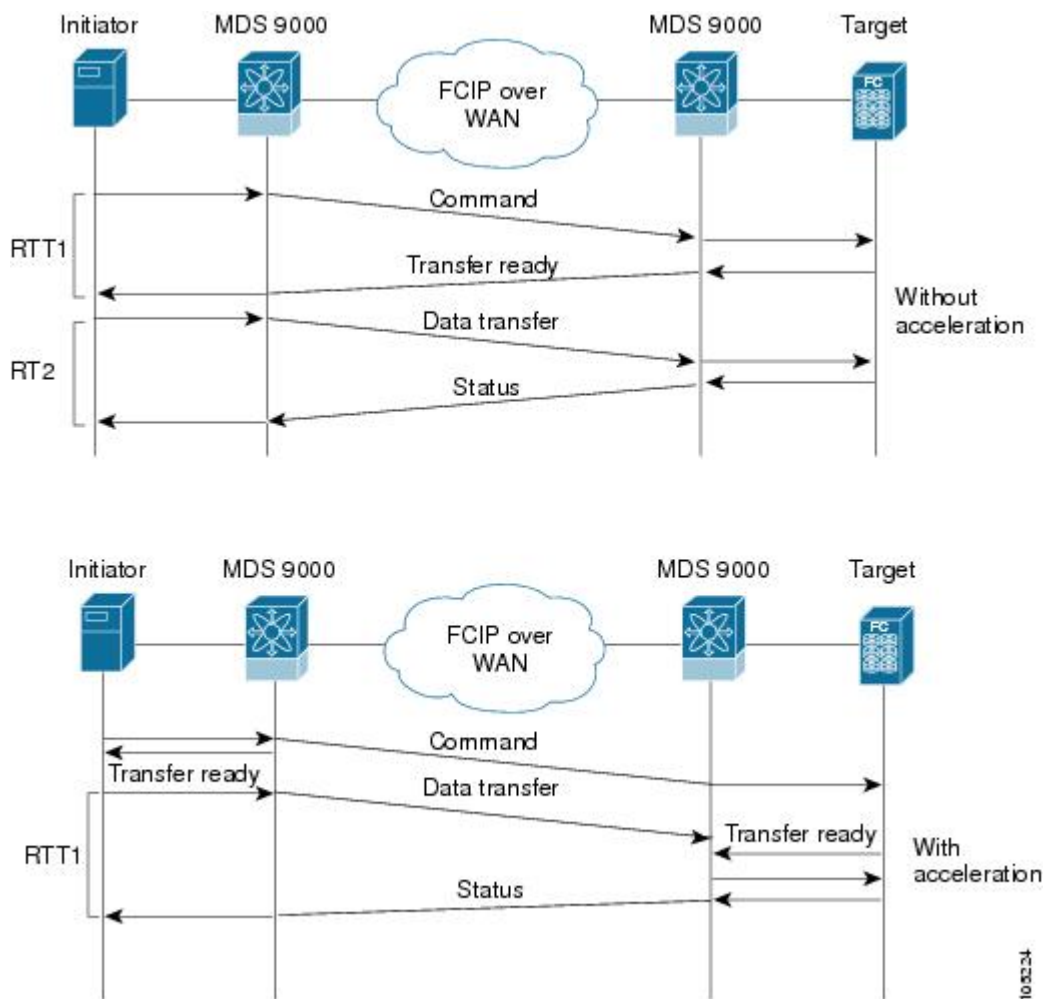 Initiator
MDS 9000
MDS 9000
Target
FCIP over
WAN
FC
Command
RTT1
Transfer ready
Without
acceleration
Data transfer
RT2
Status
Initiator
MDS 9000
MDS 9000
Target
FCIP over
WAN
FC
Command
Transfer ready
Data transfer
Transfer ready
RTT1
With
acceleration
Status
105224